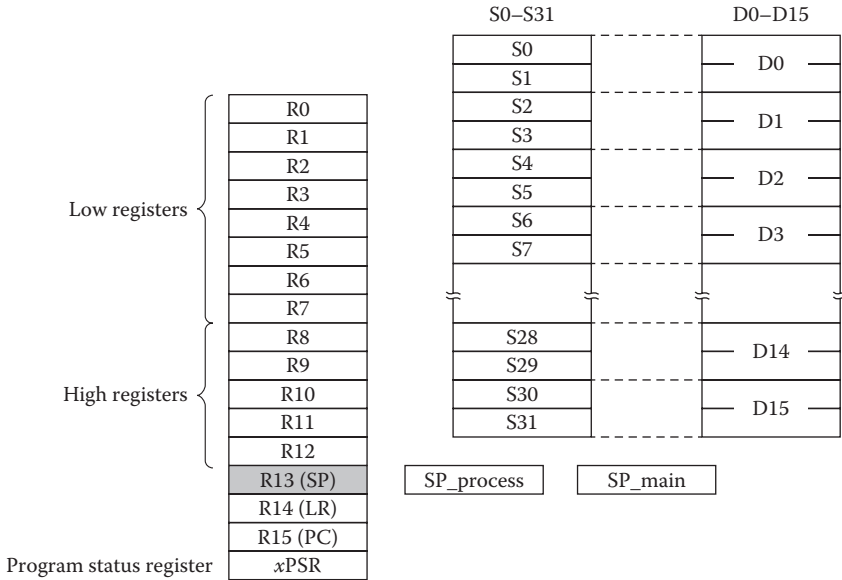 S0–S31
D0–D15
S0
S1
S2
S3
S4
S5
S6
S7
S28
S29
S30
S31
D0
D1
D2
D3
D14
D15
Low registers
High registers
R0
R1
R2
R3
R4
R5
R6
R7
R8
R9
R10
R11
R12
R13 (SP)
R14 (LR)
R15 (PC)
Program status register
xPSR
SP_process
SP_main